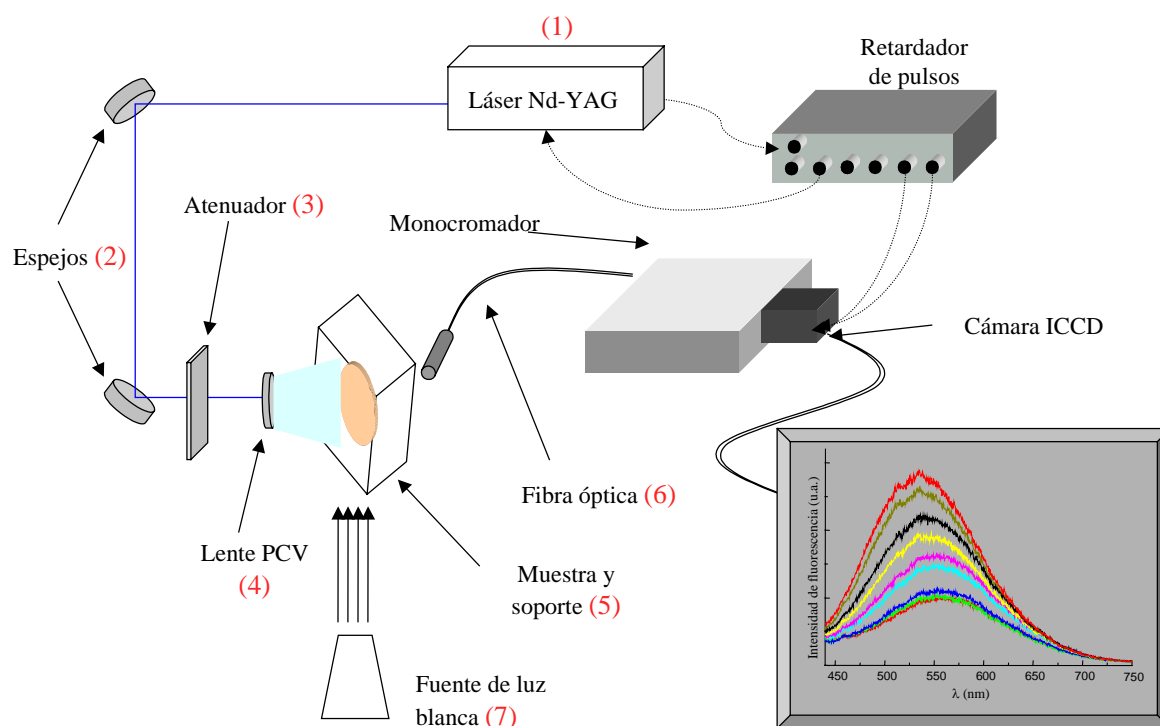 (1)
Láser Nd-YAG
Retardador
de pulsos
Atenuador (3)
Monocromador
Espejos (2)
Cámara ICCD
Fibra óptica (6)
Lente PCV
(4)
Muestra y
soporte (5)
Fuente de luz
blanca (7)
Intensidad de fluorescencia (u.a.)
450 500 550 600 650 700 750
λ (nm)